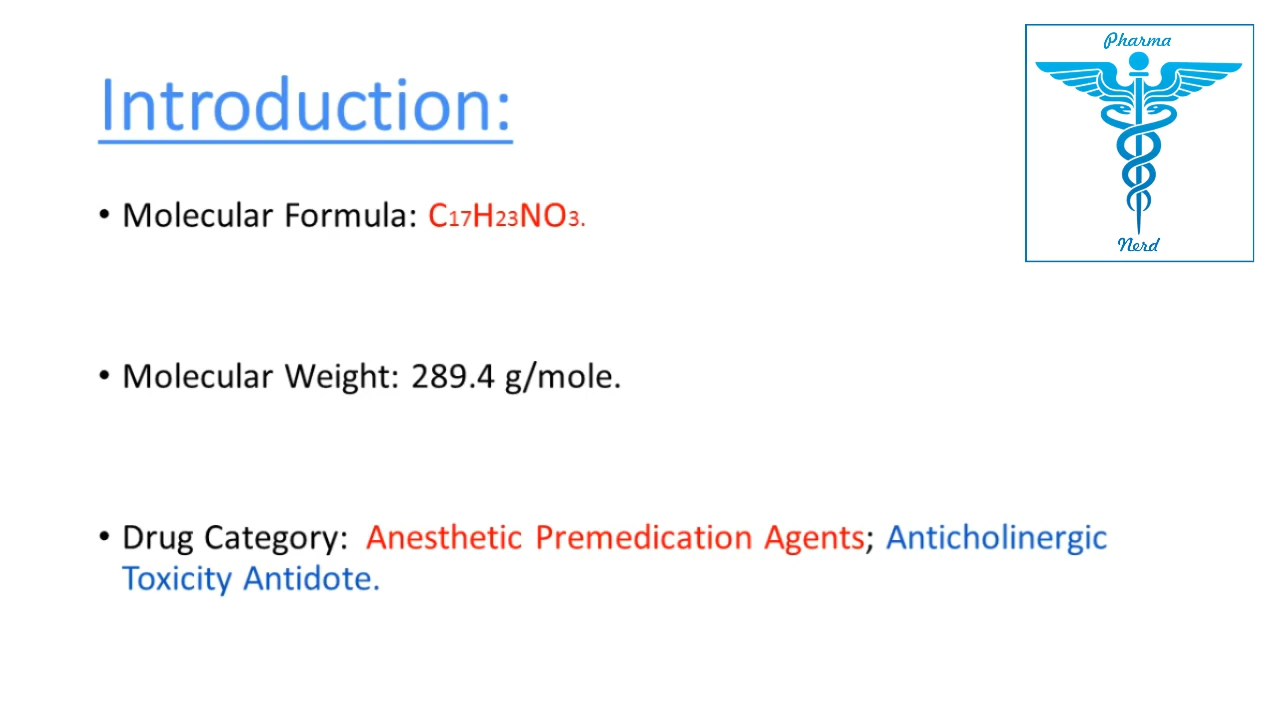 Pharma
Introduction:
• Molecular Formula: C17H23NO3.
Nerd
• Molecular Weight: 289.4 g/mole.
• Drug Category: Anesthetic Premedication Agents; Anticholinergic
Toxicity Antidote.